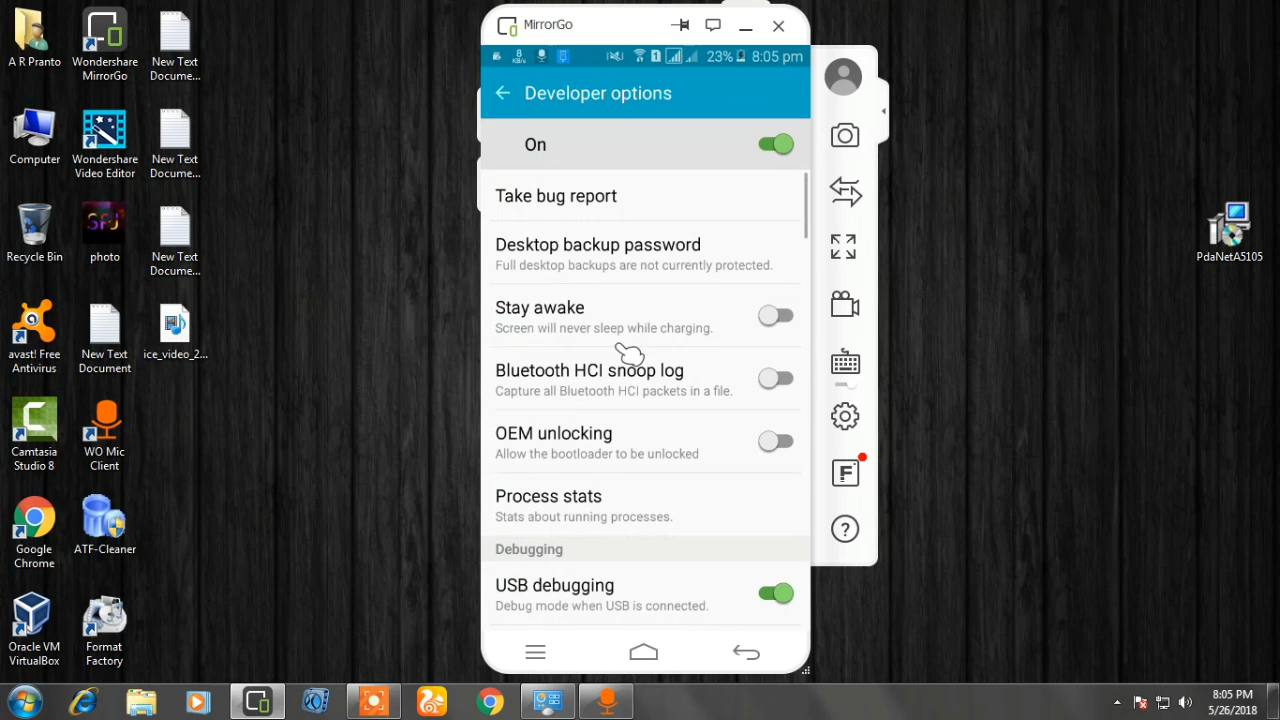 A1 Pramo...
Wondershare MirrorGo
New Text Docume...
Computer
Wondershare Video Editor
New Text Docume...
Recycle Bin
photo
New Text Docume...
avast! Free Antivirus
New Text Document
ice_video_2...
Camtasia Studio 8
WO Mic Client
Google Chrome
ATF-Cleaner
Oracle VM VirtualBox
Format Factory
MirrorGo
8 KB/s
1
23%
8:05 pm
Developer options
On
Take bug report
Desktop backup password
Full desktop backups are not currently protected.
Stay awake
Screen will never sleep while charging.
Bluetooth HCI snoop log
Capture all Bluetooth HCI packets in a file.
OEM unlocking
Allow the bootloader to be unlocked
Process stats
Stats about running processes.
Debugging
USB debugging
Debug mode when USB is connected.
F
?
PdaNetA5105
8:05 PM
5/26/2018